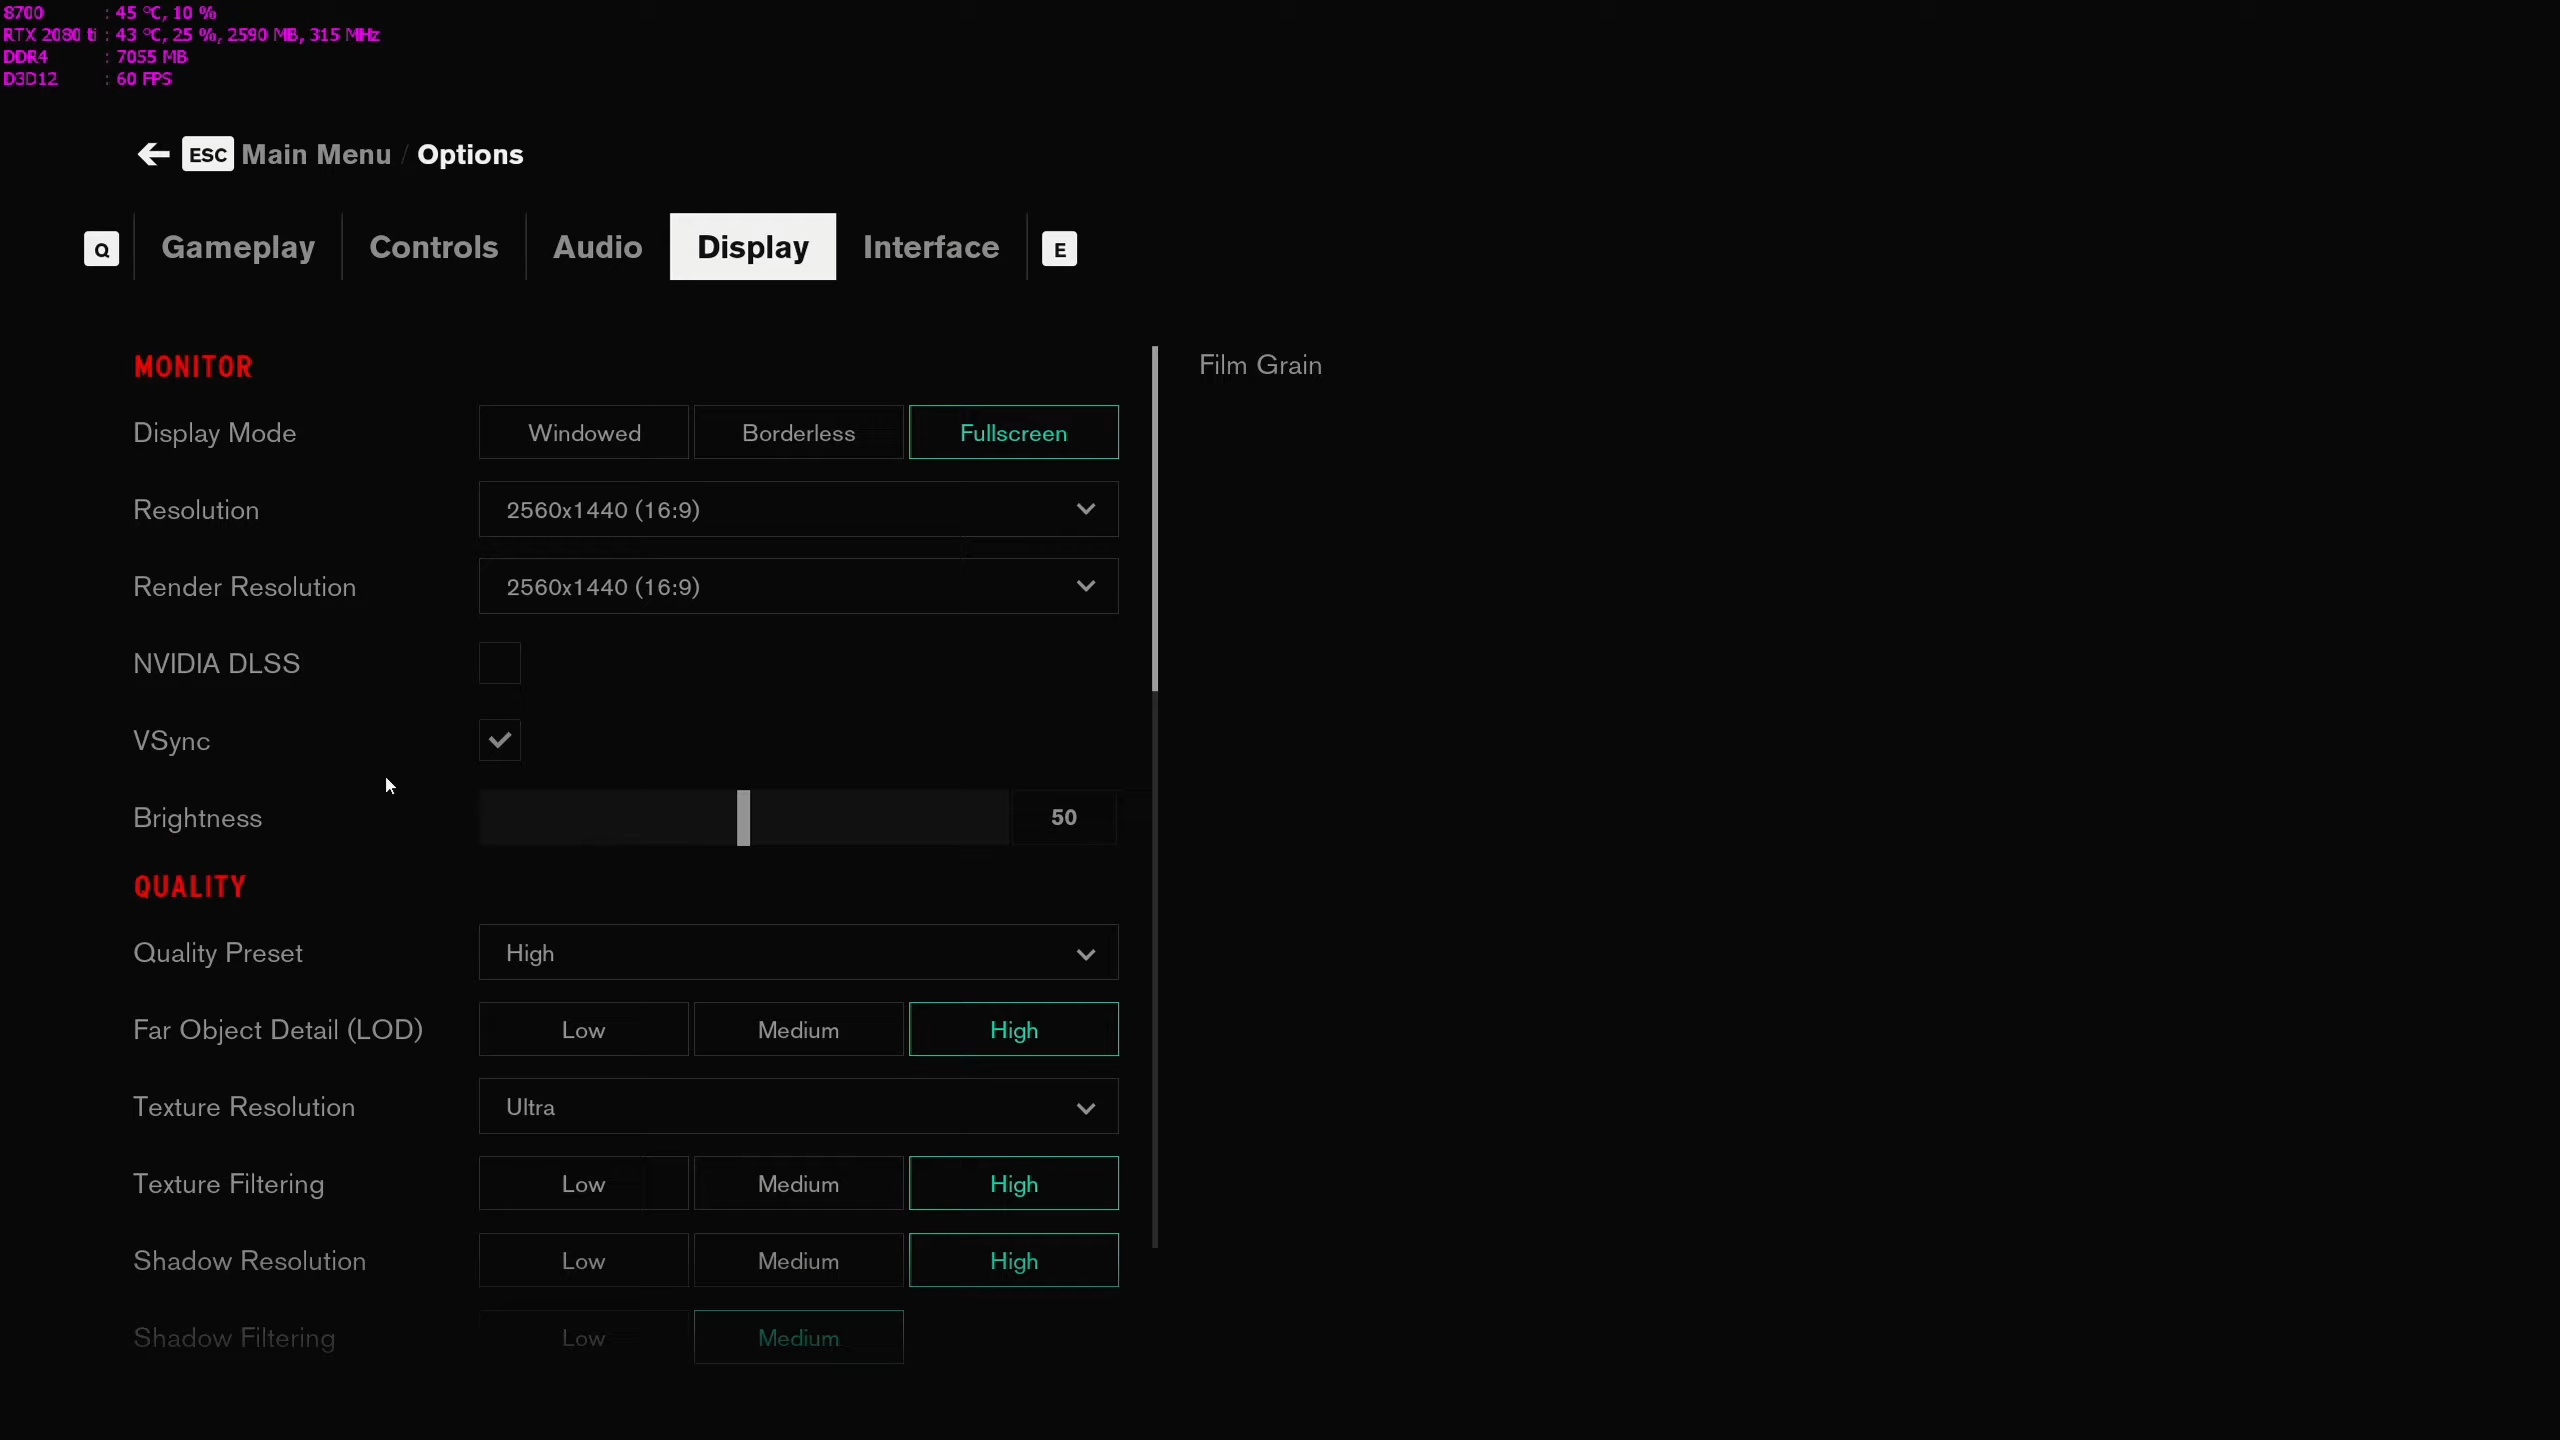 8700 : 45 °C, 10 %
RTX 2080 ti : 43 °C, 25 %, 2590 MB, 315 MHz
DDR4 : 7055 MB
D3D12 : 60 FPS
ESC Main Menu / Options
Q Gameplay Controls Audio Display Interface E
MONITOR
Film Grain
Display Mode Windowed Borderless Fullscreen
Resolution 2560x1440 (16:9)
Render Resolution 2560x1440 (16:9)
NVIDIA DLSS
VSync
Brightness 50
QUALITY
Quality Preset High
Far Object Detail (LOD) Low Medium High
Texture Resolution Ultra
Texture Filtering Low Medium High
Shadow Resolution Low Medium High
Shadow Filtering Low Medium